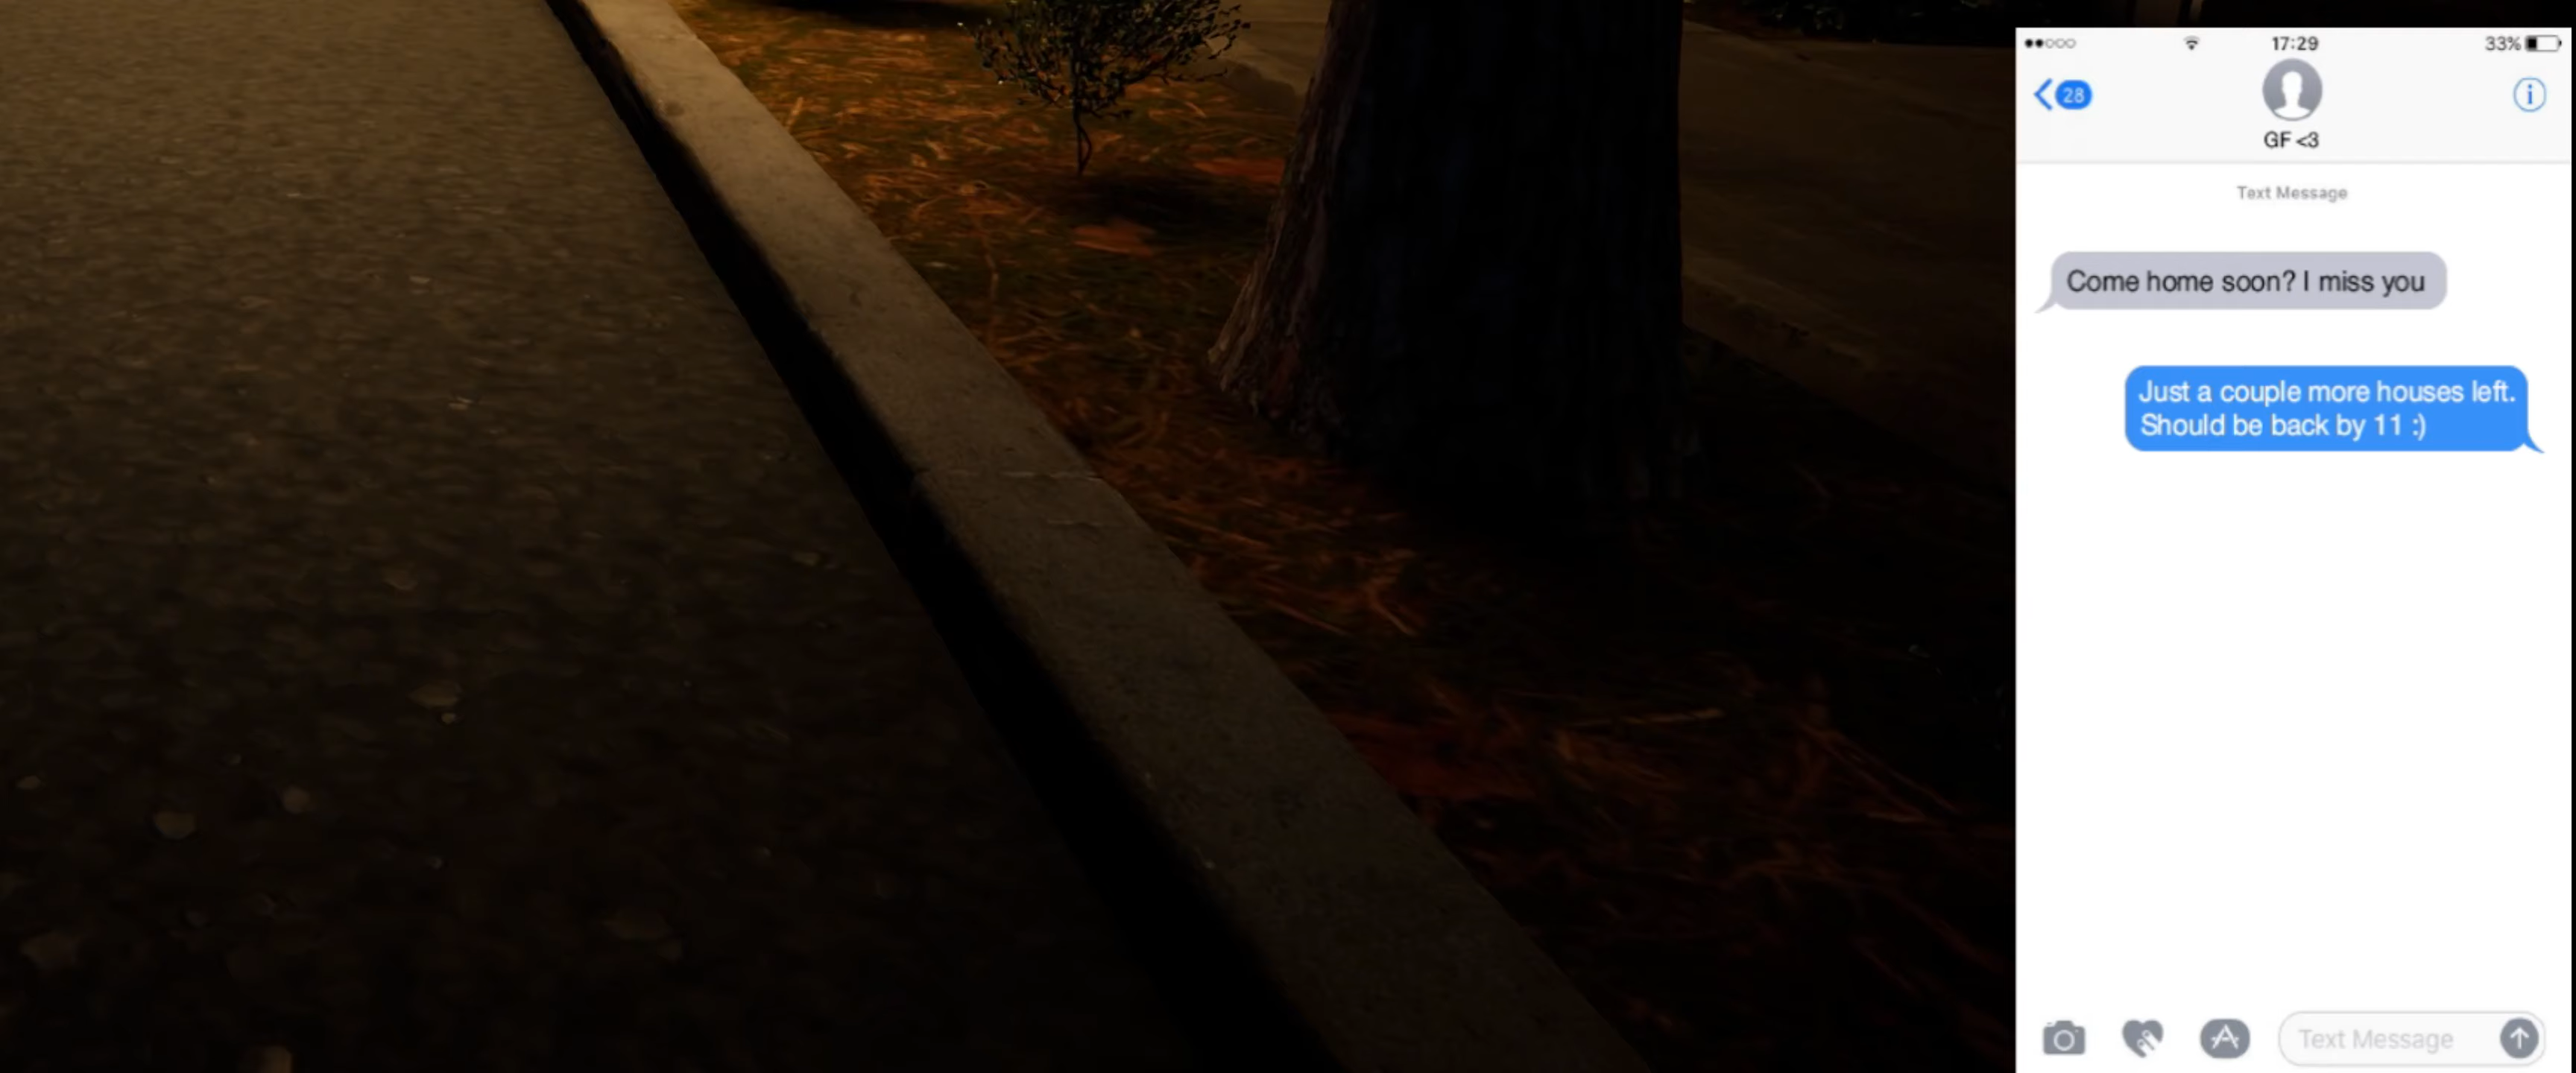 17:29
33%
28
GF <3
Text Message
Come home soon? I miss you
Just a couple more houses left.
Should be back by 11 :)
Text Message